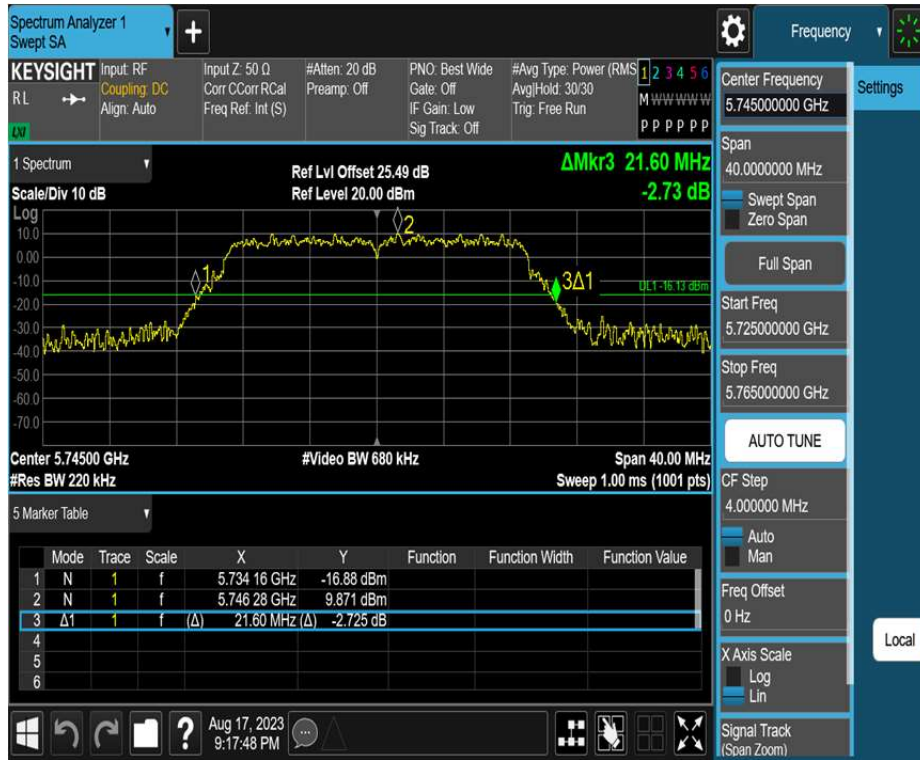 Spectrum Analyzer 1
Swept SA
+
Frequency
KEYSIGHT
R L
LXI
Input: RF
Coupling: DC
Align: Auto
Input Z: 50 Ω
Corr CCorr RCal
Freq Ref: Int (S)
#Atten: 20 dB
Preamp: Off
PNO: Best Wide
Gate: Off
IF Gain: Low
Sig Track: Off
#Avg Type: Power (RMS
Avg|Hold: 30/30
Trig: Free Run
1 2 3 4 5 6
M W W W W W
P P P P P P
1 Spectrum
Scale/Div 10 dB
Ref Lvl Offset 25.49 dB
Ref Level 20.00 dBm
ΔMkr3 21.60 MHz
-2.73 dB
Log
10.0
0.00
-10.0
-20.0
-30.0
-40.0
-50.0
-60.0
-70.0
1
2
3Δ1
DL1 -16.13 dBm
Center 5.74500 GHz
#Res BW 220 kHz
#Video BW 680 kHz
Span 40.00 MHz
Sweep 1.00 ms (1001 pts)
5 Marker Table
Mode Trace Scale X Y Function Function Width Function Value
1 N 1 f 5.734 16 GHz -16.88 dBm
2 N 1 f 5.746 28 GHz 9.871 dBm
3 Δ1 1 f (Δ) 21.60 MHz (Δ) -2.725 dB
4
5
6
?
Aug 17, 2023
9:17:48 PM
Center Frequency
5.745000000 GHz
Settings
Span
40.0000000 MHz
Swept Span
Zero Span
Full Span
Start Freq
5.725000000 GHz
Stop Freq
5.765000000 GHz
AUTO TUNE
CF Step
4.000000 MHz
Auto
Man
Freq Offset
0 Hz
X Axis Scale
Log
Lin
Local
Signal Track
(Span Zoom)